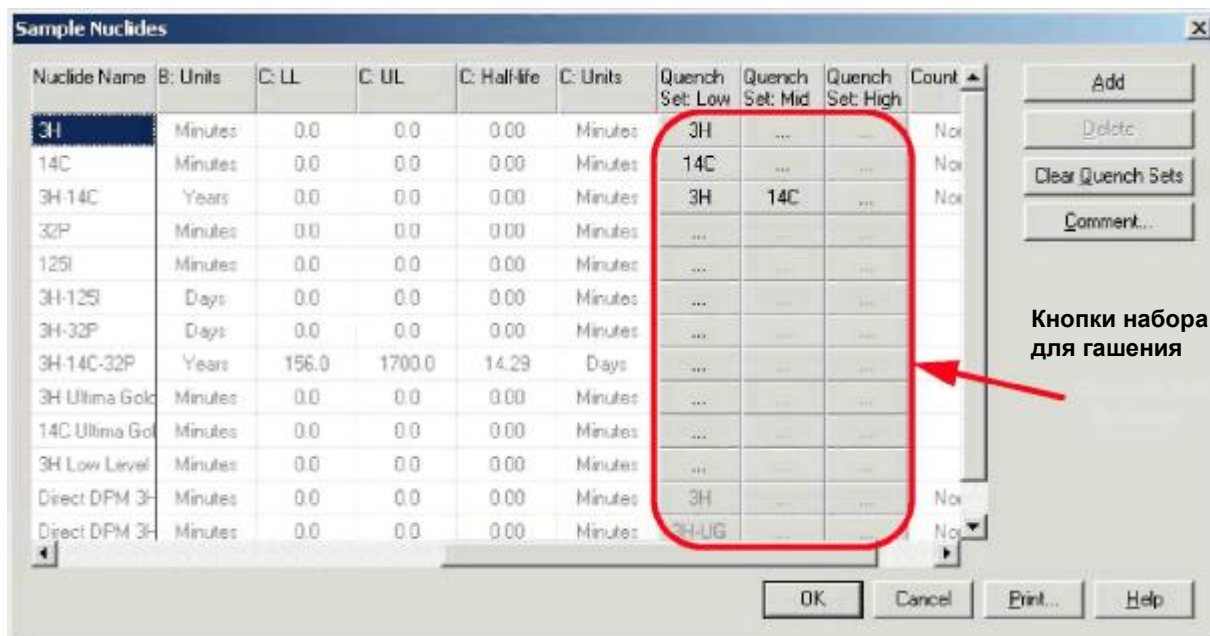 Sample Nuclides
Nuclide Name B: Units C: LL C: UL C: Half-life C: Units Quench Set: Low Quench Set: Mid Quench Set: High Count
3H Minutes 0.0 0.0 0.00 Minutes 3H ... ...
14C Minutes 0.0 0.0 0.00 Minutes 14C ... ...
3H-14C Years 0.0 0.0 0.00 Minutes 3H 14C ...
32P Minutes 0.0 0.0 0.00 Minutes ... ... ...
125I Minutes 0.0 0.0 0.00 Minutes ... ... ...
3H-125I Days 0.0 0.0 0.00 Minutes ... ... ...
3H-32P Days 0.0 0.0 0.00 Minutes ... ... ...
3H-14C-32P Years 156.0 1700.0 14.29 Days ... ... ...
3H Ultima Gold Minutes 0.0 0.0 0.00 Minutes ... ... ...
14C Ultima Gol Minutes 0.0 0.0 0.00 Minutes ... ... ...
3H Low Level Minutes 0.0 0.0 0.00 Minutes ... ... ...
Direct DPM 3H Minutes 0.0 0.0 0.00 Minutes 3H ... ...
Direct DPM 3H Minutes 0.0 0.0 0.00 Minutes 3H-UG ... ...
Add
Delete
Clear Quench Sets
Comment...
Кнопки набора
для гашения
OK Cancel Print... Help